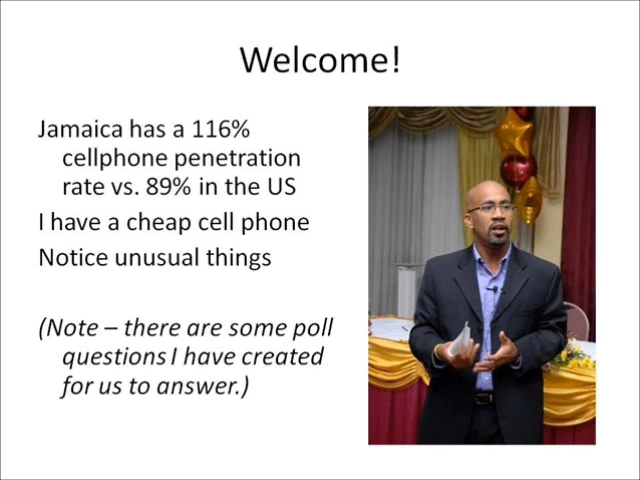 Welcome!
Jamaica has a 116%
cellphone penetration
rate vs. 89% in the US
I have a cheap cell phone
Notice unusual things
(Note – there are some poll
questions I have created
for us to answer.)